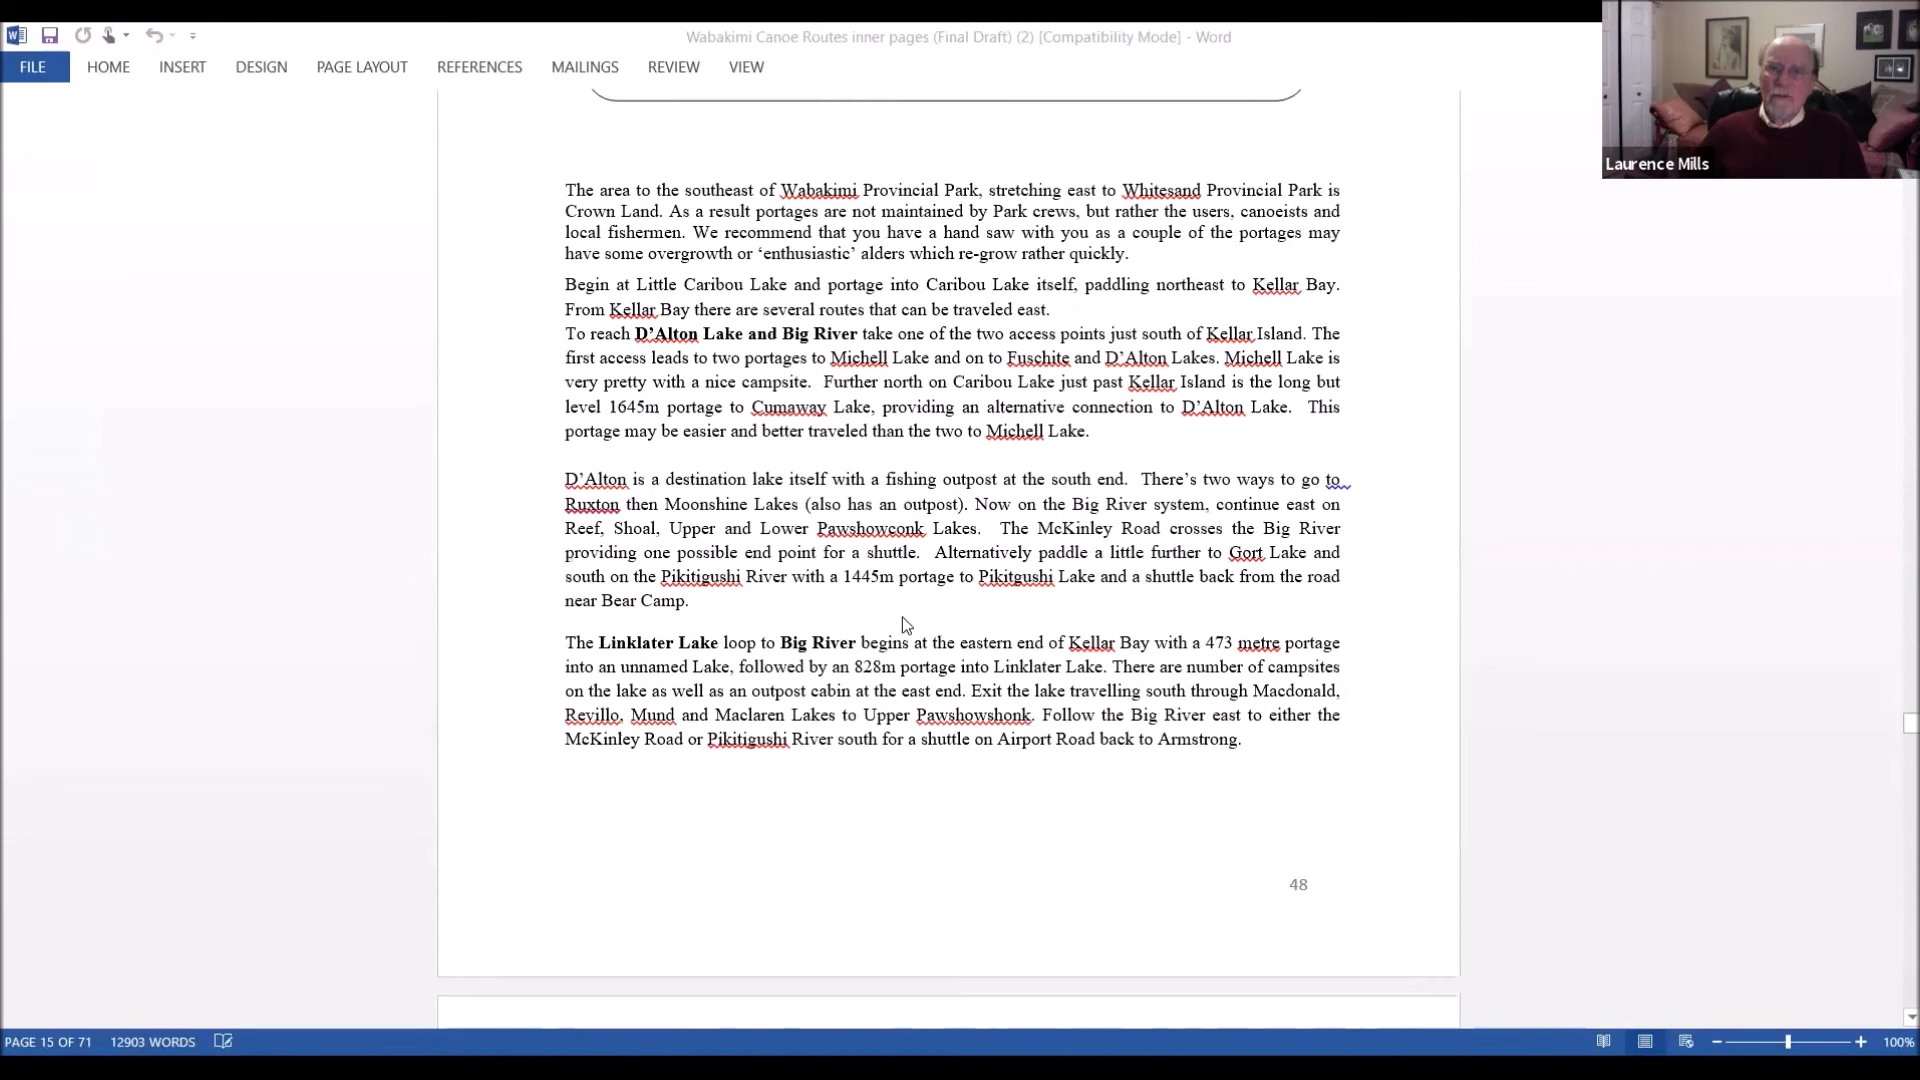 Wabakimi Canoe Routes inner pages (Final Draft) (2) [Compatibility Mode] - Word
FILE HOME INSERT DESIGN PAGE LAYOUT REFERENCES MAILINGS REVIEW VIEW
Laurence Mills
The area to the southeast of Wabakimi Provincial Park, stretching east to Whitesand Provincial Park is
Crown Land. As a result portages are not maintained by Park crews, but rather the users, canoeists and
local fishermen. We recommend that you have a hand saw with you as a couple of the portages may
have some overgrowth or ‘enthusiastic’ alders which re-grow rather quickly.
Begin at Little Caribou Lake and portage into Caribou Lake itself, paddling northeast to Kellar Bay.
From Kellar Bay there are several routes that can be traveled east.
To reach D’Alton Lake and Big River take one of the two access points just south of Kellar Island. The
first access leads to two portages to Michell Lake and on to Fuschite and D’Alton Lakes. Michell Lake is
very pretty with a nice campsite. Further north on Caribou Lake just past Kellar Island is the long but
level 1645m portage to Cumaway Lake, providing an alternative connection to D’Alton Lake. This
portage may be easier and better traveled than the two to Michell Lake.
D’Alton is a destination lake itself with a fishing outpost at the south end. There’s two ways to go to
Ruxton then Moonshine Lakes (also has an outpost). Now on the Big River system, continue east on
Reef, Shoal, Upper and Lower Pawshowconk Lakes. The McKinley Road crosses the Big River
providing one possible end point for a shuttle. Alternatively paddle a little further to Gort Lake and
south on the Pikitigushi River with a 1445m portage to Pikitgushi Lake and a shuttle back from the road
near Bear Camp.
The Linklater Lake loop to Big River begins at the eastern end of Kellar Bay with a 473 metre portage
into an unnamed Lake, followed by an 828m portage into Linklater Lake. There are number of campsites
on the lake as well as an outpost cabin at the east end. Exit the lake travelling south through Macdonald,
Revillo, Mund and Maclaren Lakes to Upper Pawshowshonk. Follow the Big River east to either the
McKinley Road or Pikitigushi River south for a shuttle on Airport Road back to Armstrong.
48
PAGE 15 OF 71 12903 WORDS 100%